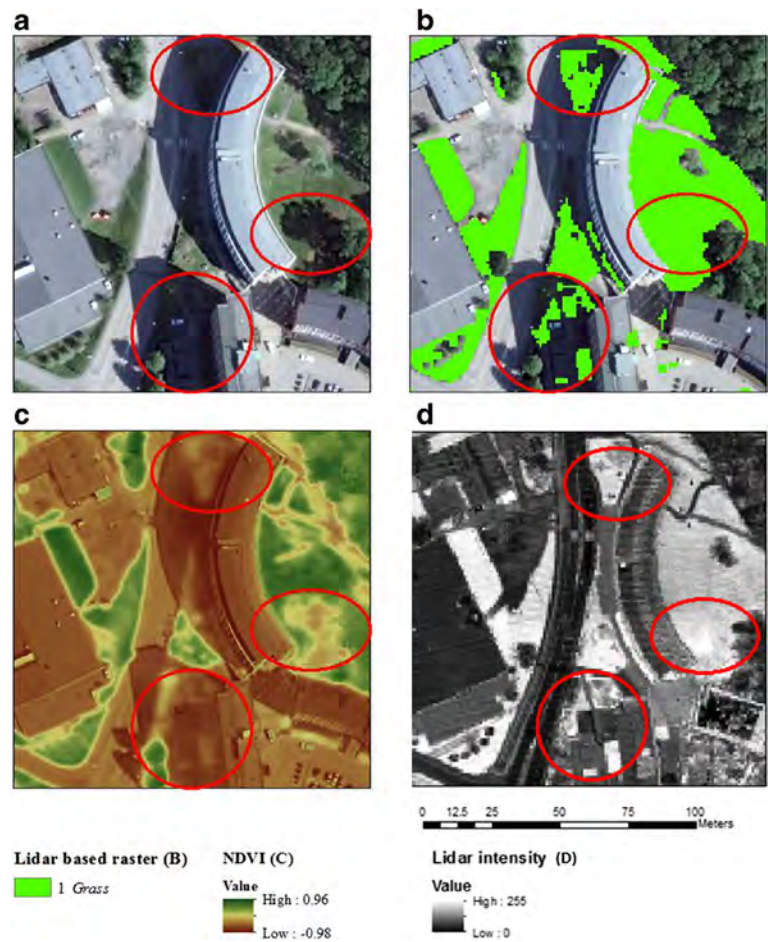 a
b
c
d
0 12.5 25 50 75 100
Meters
Lidar based raster (B)
1 Grass
NDVI (C)
Value
High : 0.96
Low : -0.98
Lidar intensity (D)
Value
High : 255
Low : 0